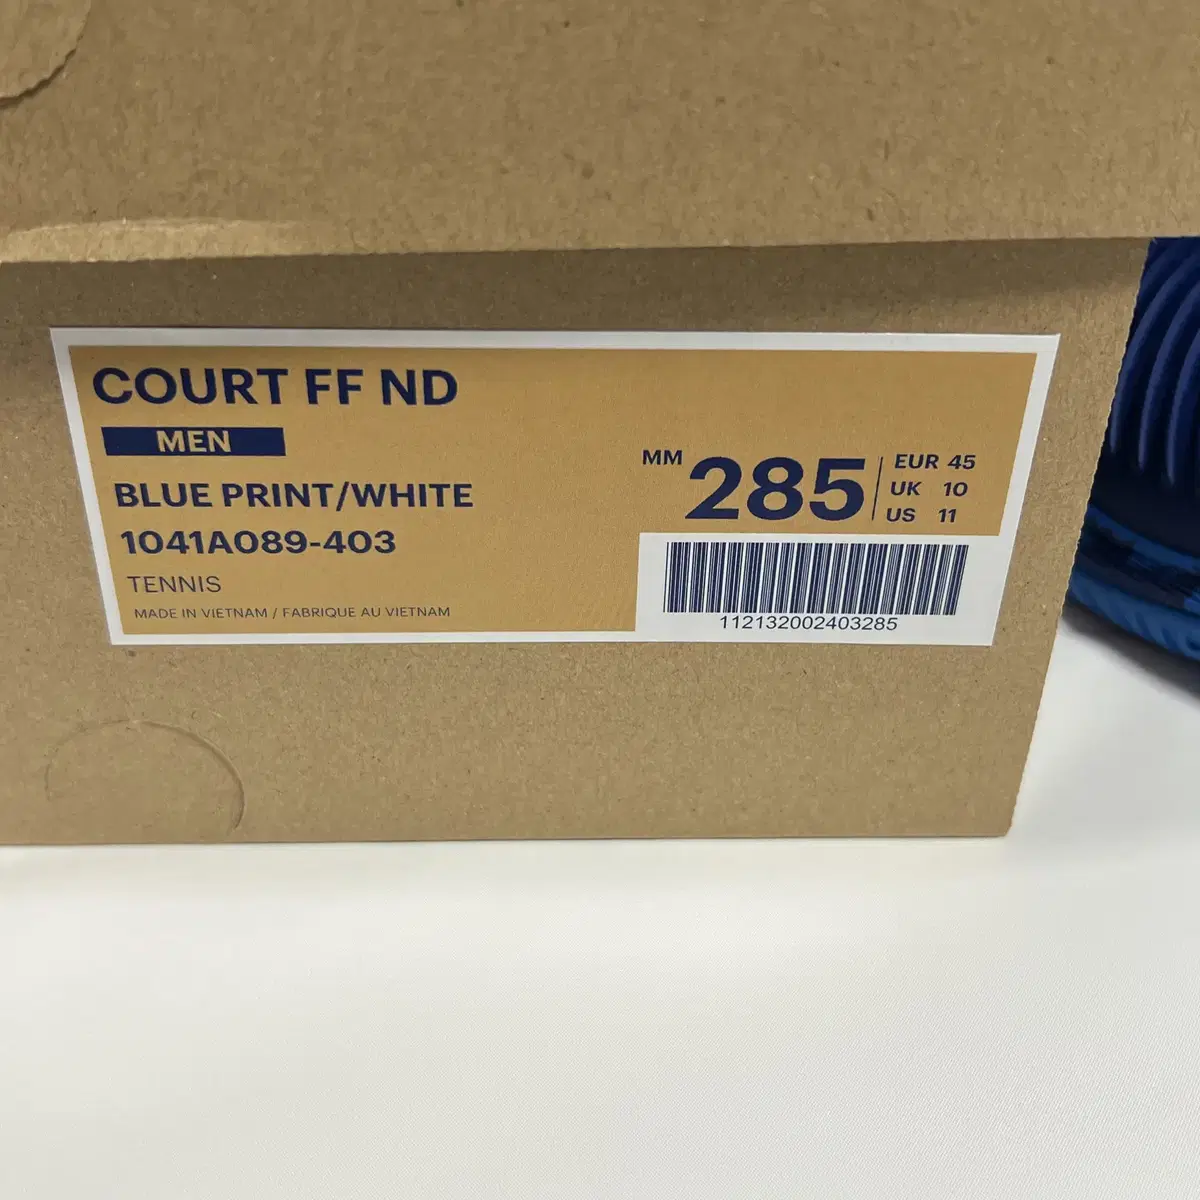 COURT FF ND
MEN
BLUE PRINT/WHITE
1041A089-403
TENNIS
MADE IN VIETNAM / FABRIQUE AU VIETNAM
MM 285
EUR 45
UK 10
US 11
112132002403285